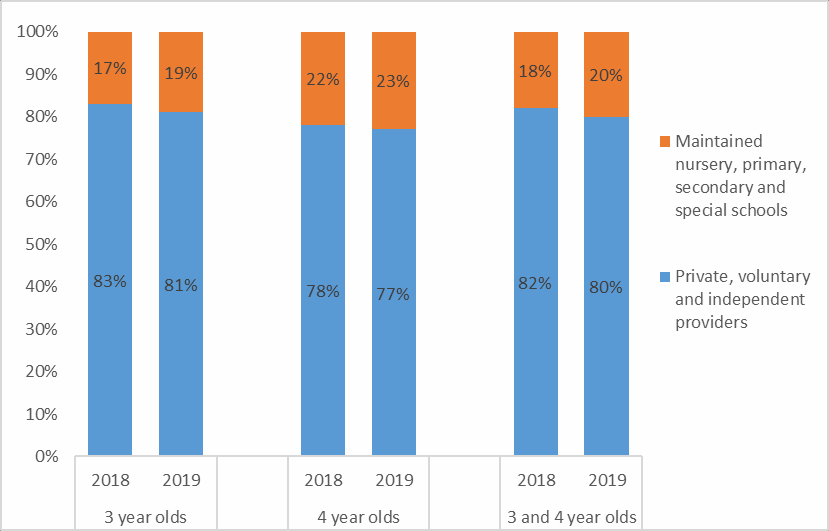 100%
90%
80%
70%
60%
50%
40%
30%
20%
10%
0%
17% 19% 22% 23% 18% 20%
83% 81% 78% 77% 82% 80%
2018 2019 2018 2019 2018 2019
3 year olds 4 year olds 3 and 4 year olds
Maintained
nursery, primary,
secondary and
special schools
Private, voluntary
and independent
providers